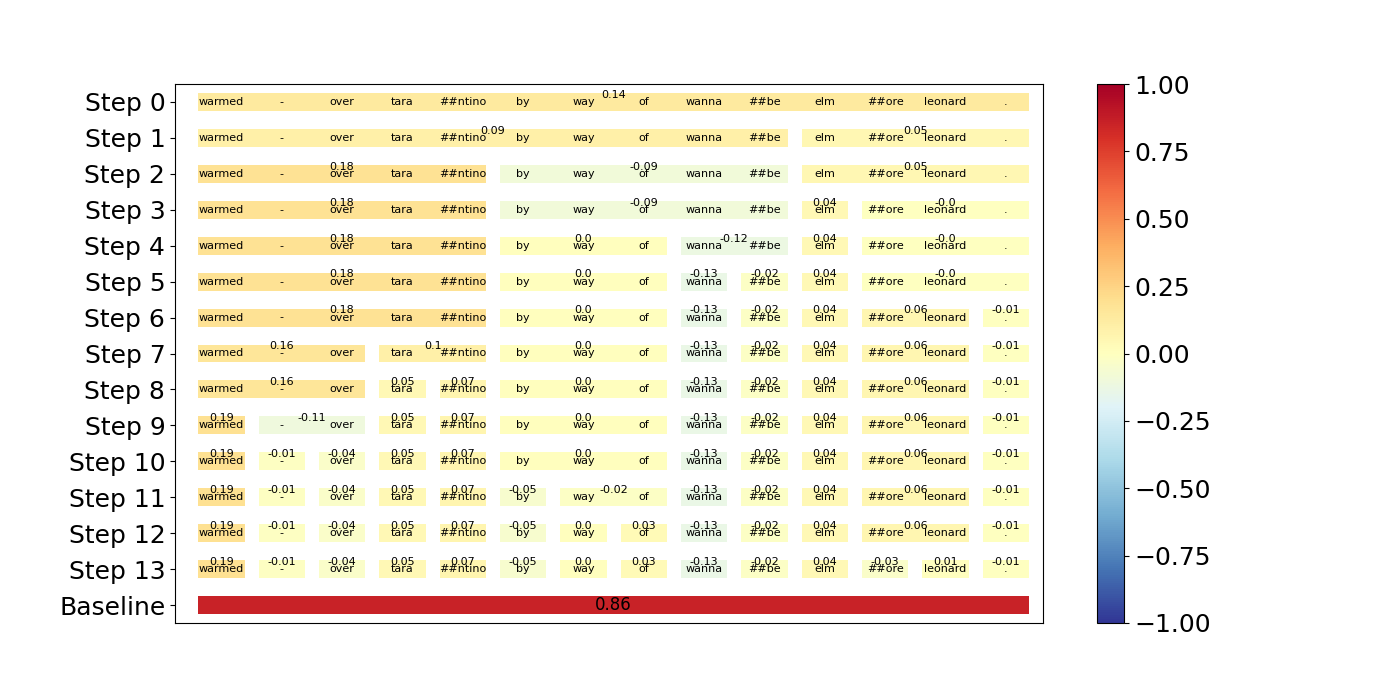 1.00
0.14
Step 0 warmed - over tara ##ntino by way of wanna ##be elm ##ore leonard .
0.09 0.05
Step 1 warmed - over tara ##ntino by way of wanna ##be elm ##ore leonard .
0.75
0.18 -0.09 0.05
Step 2 warmed - over tara ##ntino by way of wanna ##be elm ##ore leonard .
0.18 -0.09 0.04 -0.0
Step 3 warmed - over tara ##ntino by way of wanna ##be elm ##ore leonard .
0.50
0.18 0.0 -0.12 0.04 -0.0
Step 4 warmed - over tara ##ntino by way of wanna ##be elm ##ore leonard .
0.18 0.0 -0.13 -0.02 0.04 -0.0
Step 5 warmed - over tara ##ntino by way of wanna ##be elm ##ore leonard .
0.25
0.18 0.0 -0.13 -0.02 0.04 0.06 -0.01
Step 6 warmed - over tara ##ntino by way of wanna ##be elm ##ore leonard .
0.16 0.1 0.0 -0.13 -0.02 0.04 0.06 -0.01
Step 7 warmed - over tara ##ntino by way of wanna ##be elm ##ore leonard .
0.00
0.16 0.05 0.07 0.0 -0.13 -0.02 0.04 0.06 -0.01
Step 8 warmed - over tara ##ntino by way of wanna ##be elm ##ore leonard .
0.19 -0.11 0.05 0.07 0.0 -0.13 -0.02 0.04 0.06 -0.01
Step 9 warmed - over tara ##ntino by way of wanna ##be elm ##ore leonard .
−0.25
0.19 -0.01 -0.04 0.05 0.07 0.0 -0.13 -0.02 0.04 0.06 -0.01
Step 10 warmed - over tara ##ntino by way of wanna ##be elm ##ore leonard .
0.19 -0.01 -0.04 0.05 0.07 -0.05 -0.02 -0.13 -0.02 0.04 0.06 -0.01
Step 11 warmed - over tara ##ntino by way of wanna ##be elm ##ore leonard .
−0.50
0.19 -0.01 -0.04 0.05 0.07 -0.05 0.0 0.03 -0.13 -0.02 0.04 0.06 -0.01
Step 12 warmed - over tara ##ntino by way of wanna ##be elm ##ore leonard .
−0.75
0.19 -0.01 -0.04 0.05 0.07 -0.05 0.0 0.03 -0.13 -0.02 0.04 -0.03 0.01 -0.01
Step 13 warmed - over tara ##ntino by way of wanna ##be elm ##ore leonard .
Baseline 0.86
−1.00